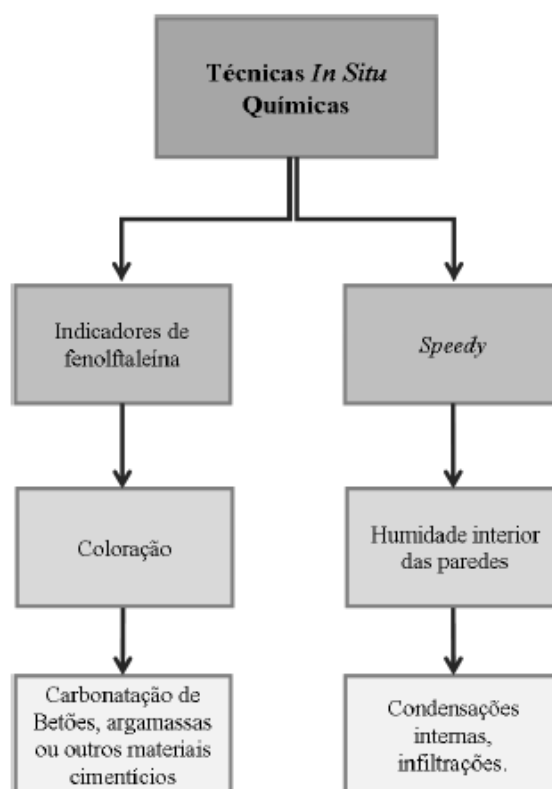 Técnicas In Situ
Químicas
Indicadores de
fenolftaleína
Speedy
Coloração
Humidade interior
das paredes
Carbonatação de
Betões, argamassas
ou outros materiais
cimentícios
Condensações
internas,
infiltrações.